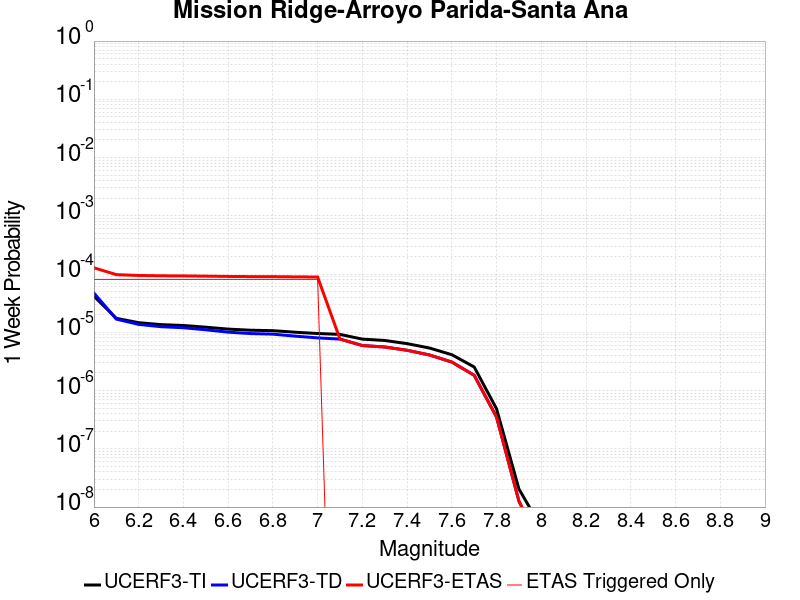 Mission Ridge-Arroyo Parida-Santa Ana
10^0
10^-1
10^-2
10^-3
10^-4
10^-5
10^-6
10^-7
10^-8
1 Week Probability
6 6.2 6.4 6.6 6.8 7 7.2 7.4 7.6 7.8 8 8.2 8.4 8.6 8.8 9
Magnitude
UCERF3-TI UCERF3-TD UCERF3-ETAS ETAS Triggered Only